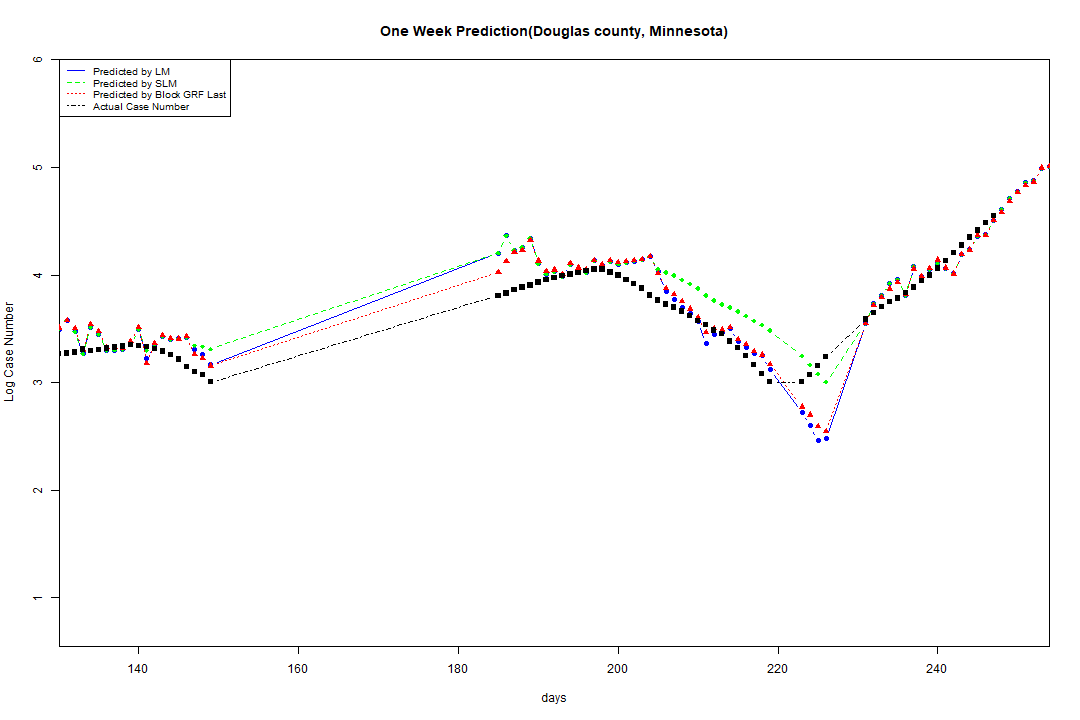 One Week Prediction(Douglas county, Minnesota)
6
Predicted by LM
Predicted by SLM
Predicted by Block GRF Last
Actual Case Number
5
4
3
2
1
Log Case Number
140 160 180 200 220 240
days